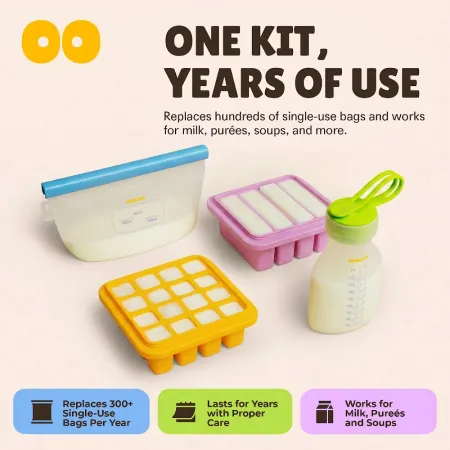 ONE KIT,
YEARS OF USE
Replaces hundreds of single-use bags and works
for milk, purées, soups, and more.
Replaces 300+
Single-Use
Bags Per Year
Lasts for Years
with Proper
Care
Works for
Milk, Pureés
and Soups